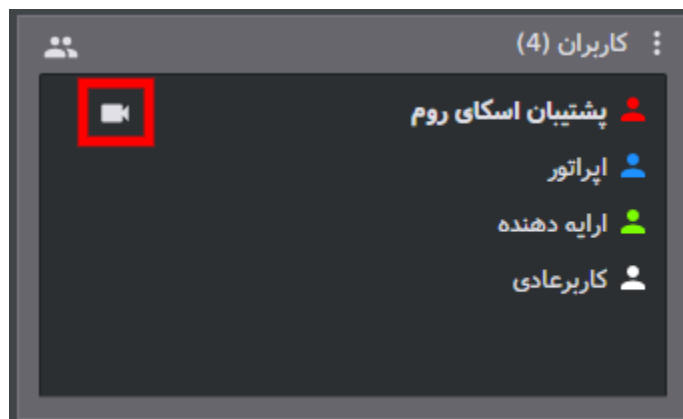 کاربران (4)
پشتیبان اسکای روم
اپراتور
ارایه دهنده
کاربرعادی